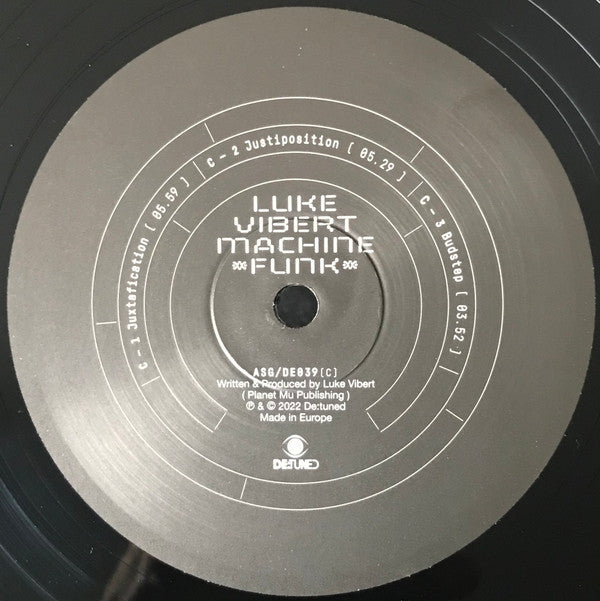 C - 1 Juxtafication [ 05.59 ]
C - 2 Justiposition [ 05.29 ]
C - 3 Budstep [ 03.52 ]
LUKE
VIBERT
MACHINE
FUNK
ASG/DE039[C]
Written & Produced by Luke Vibert
( Planet Mu Publishing )
℗ & © 2022 De:tuned
Made in Europe
DE:TUNED